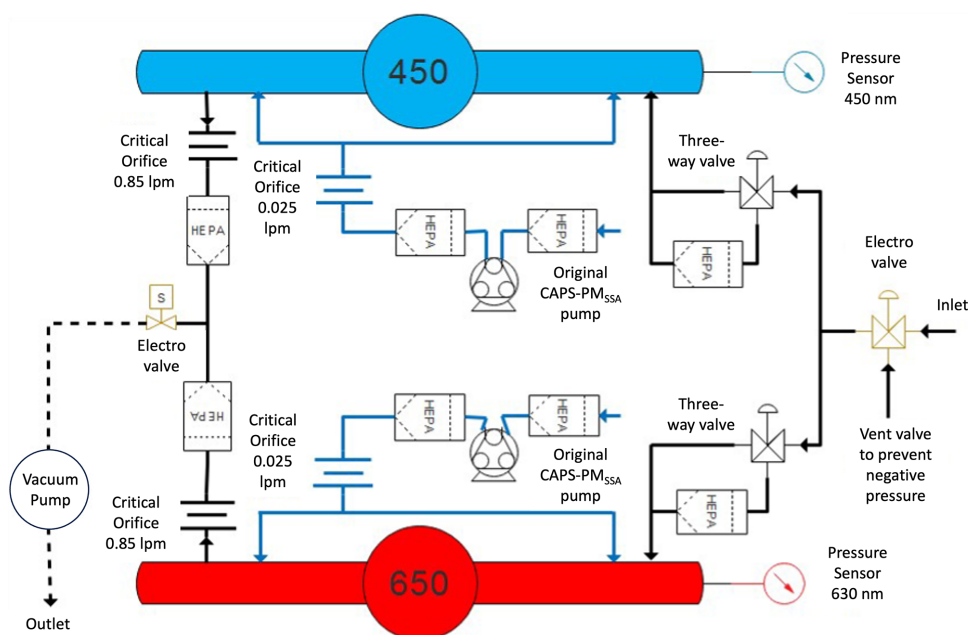 450
Pressure
Sensor
450 nm
Critical
Orifice
0.85 lpm
Critical
Orifice
0.025
lpm
Three-
way valve
HEPA
HEPA
HEPA
HEPA
Original
CAPS-PMSSA
pump
Electro
valve
Inlet
S
Electro
valve
HEPA
HEPA
HEPA
Critical
Orifice
0.025
lpm
Original
CAPS-PMSSA
pump
Three-
way valve
HEPA
Vent valve
to prevent
negative
pressure
Vacuum
Pump
Critical
Orifice
0.85 lpm
650
Pressure
Sensor
630 nm
Outlet